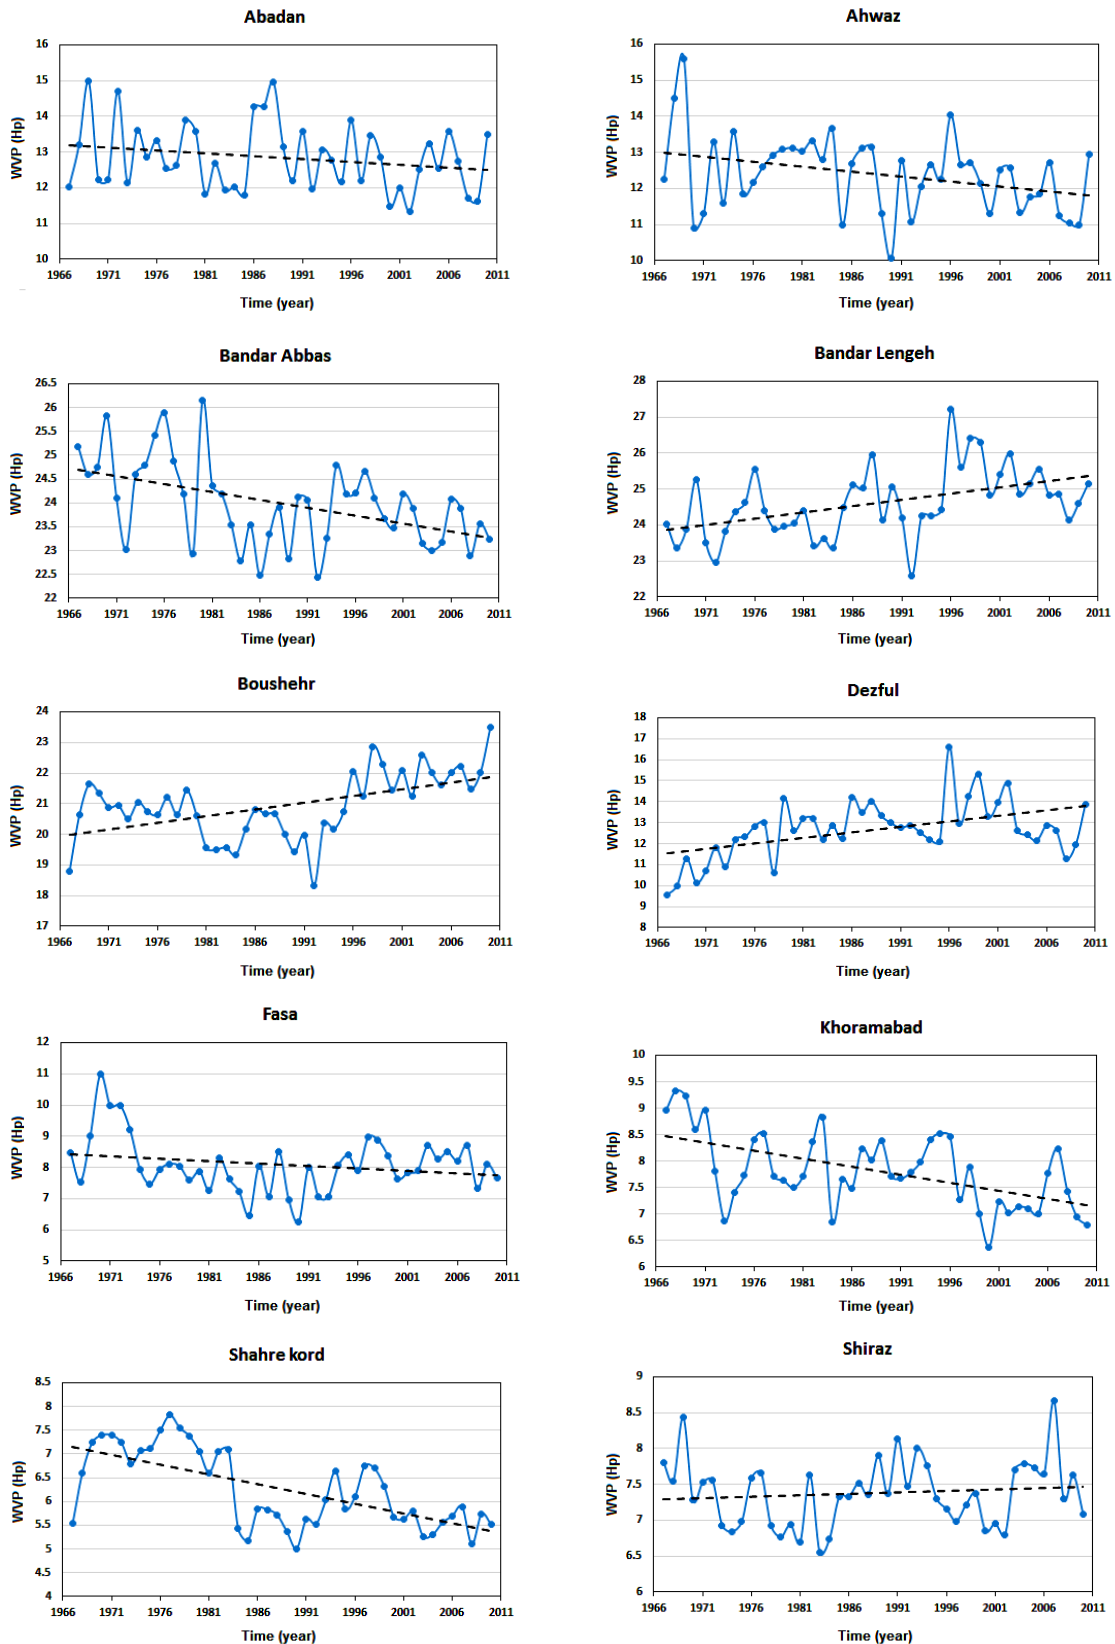 Abadan
WVP (Hp)
16
15
14
13
12
11
10
1966 1971 1976 1981 1986 1991 1996 2001 2006 2011
Time (year)
Ahwaz
WVP (Hp)
16
15
14
13
12
11
10
1966 1971 1976 1981 1986 1991 1996 2001 2006 2011
Time (year)
Bandar Abbas
WVP (Hp)
26.5
26
25.5
25
24.5
24
23.5
23
22.5
22
1966 1971 1976 1981 1986 1991 1996 2001 2006 2011
Time (year)
Bandar Lengeh
WVP (Hp)
28
27
26
25
24
23
22
1966 1971 1976 1981 1986 1991 1996 2001 2006 2011
Time (year)
Boushehr
WVP (Hp)
24
23
22
21
20
19
18
17
1966 1971 1976 1981 1986 1991 1996 2001 2006 2011
Time (year)
Dezful
WVP (Hp)
18
17
16
15
14
13
12
11
10
9
8
1966 1971 1976 1981 1986 1991 1996 2001 2006 2011
Time (year)
Fasa
WVP (Hp)
12
11
10
9
8
7
6
5
1966 1971 1976 1981 1986 1991 1996 2001 2006 2011
Time (year)
Khoramabad
WVP (Hp)
10
9.5
9
8.5
8
7.5
7
6.5
6
1966 1971 1976 1981 1986 1991 1996 2001 2006 2011
Time (year)
Shahre kord
WVP (Hp)
8.5
8
7.5
7
6.5
6
5.5
5
4.5
4
1966 1971 1976 1981 1986 1991 1996 2001 2006 2011
Time (year)
Shiraz
WVP (Hp)
9
8.5
8
7.5
7
6.5
6
1966 1971 1976 1981 1986 1991 1996 2001 2006 2011
Time (year)